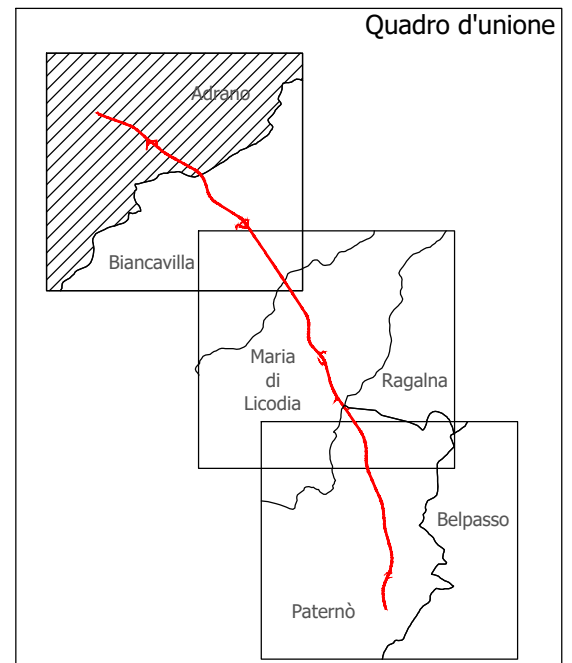 Quadro d'unione
Adrano
Biancavilla
Maria
di
Licodia
Ragalna
Belpasso
Paternò